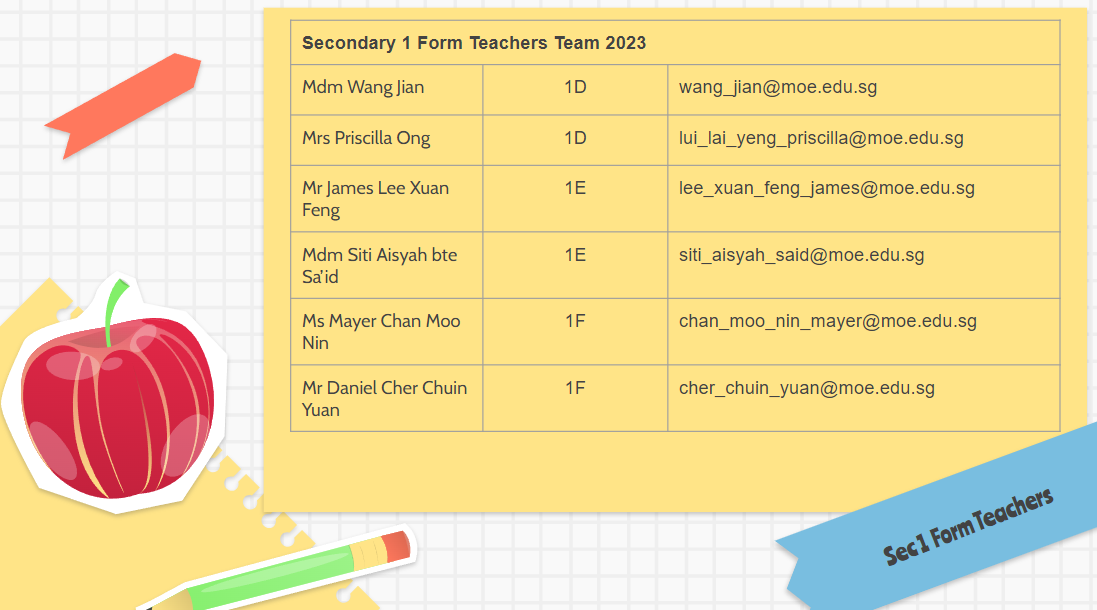 Secondary 1 Form Teachers Team 2023
Mdm Wang Jian 1D wang_jian@moe.edu.sg
Mrs Priscilla Ong 1D lui_lai_yeng_priscilla@moe.edu.sg
Mr James Lee Xuan 1E lee_xuan_feng_james@moe.edu.sg
Feng
Mdm Siti Aisyah bte 1E siti_aisyah_said@moe.edu.sg
Sa'id
Ms Mayer Chan Moo 1F chan_moo_nin_mayer@moe.edu.sg
Nin
Mr Daniel Cher Chuin 1F cher_chuin_yuan@moe.edu.sg
Yuan
Sec 1 Form Teachers